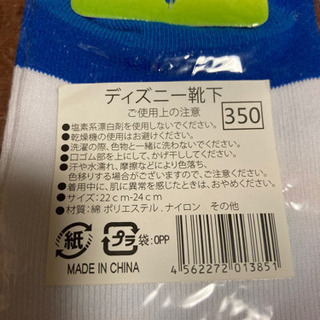 ディズニー靴下
ご使用上の注意
350
●塩素系漂白剤を使用しないでください。
●乾燥機の使用はお避けください。
●洗濯の際、色物と一緒に洗わないでください。
●口ゴム部を上にして、かげ干ししてください。
●汗や水濡れ、摩擦などにより色落ち、
色移りする場合がございますので、ご注意ください。
●着用中に、肌に異常を感じたときは、おやめください。
●サイズ:22cm-24cm
●材質:綿 ポリエステル.ナイロン その他
紙 プラ 袋:OPP
MADE IN CHINA
4562272013851